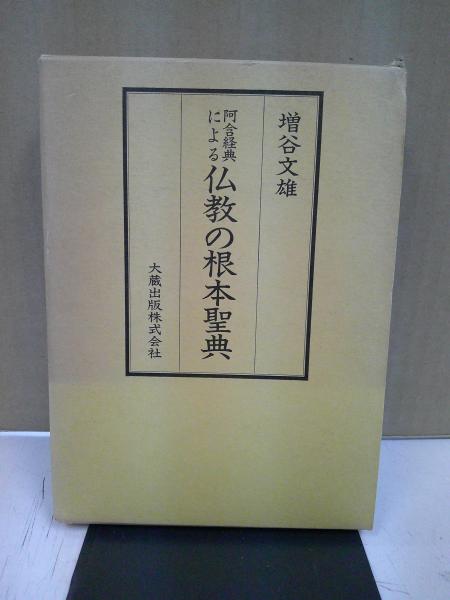 増谷文雄
阿含経典
による
仏教の根本聖典
大蔵出版株式会社